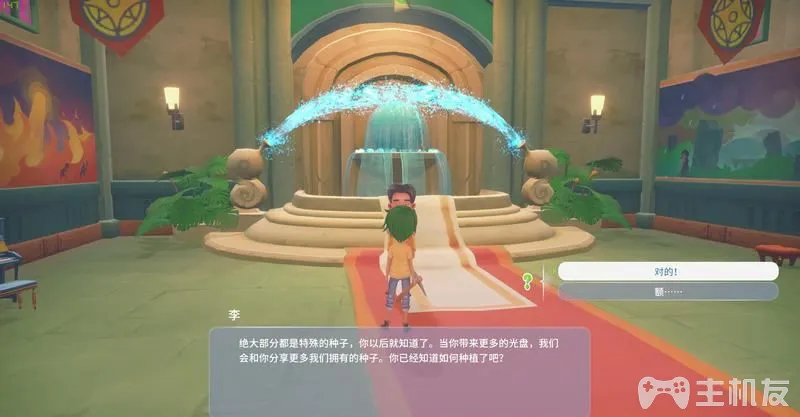 147
对的！
额……
李
绝大部分都是特殊的种子，你以后就知道了。当你带来更多的光盘，我们
会和你分享更多我们拥有的种子。你已经知道如何种植了吧？
主机友